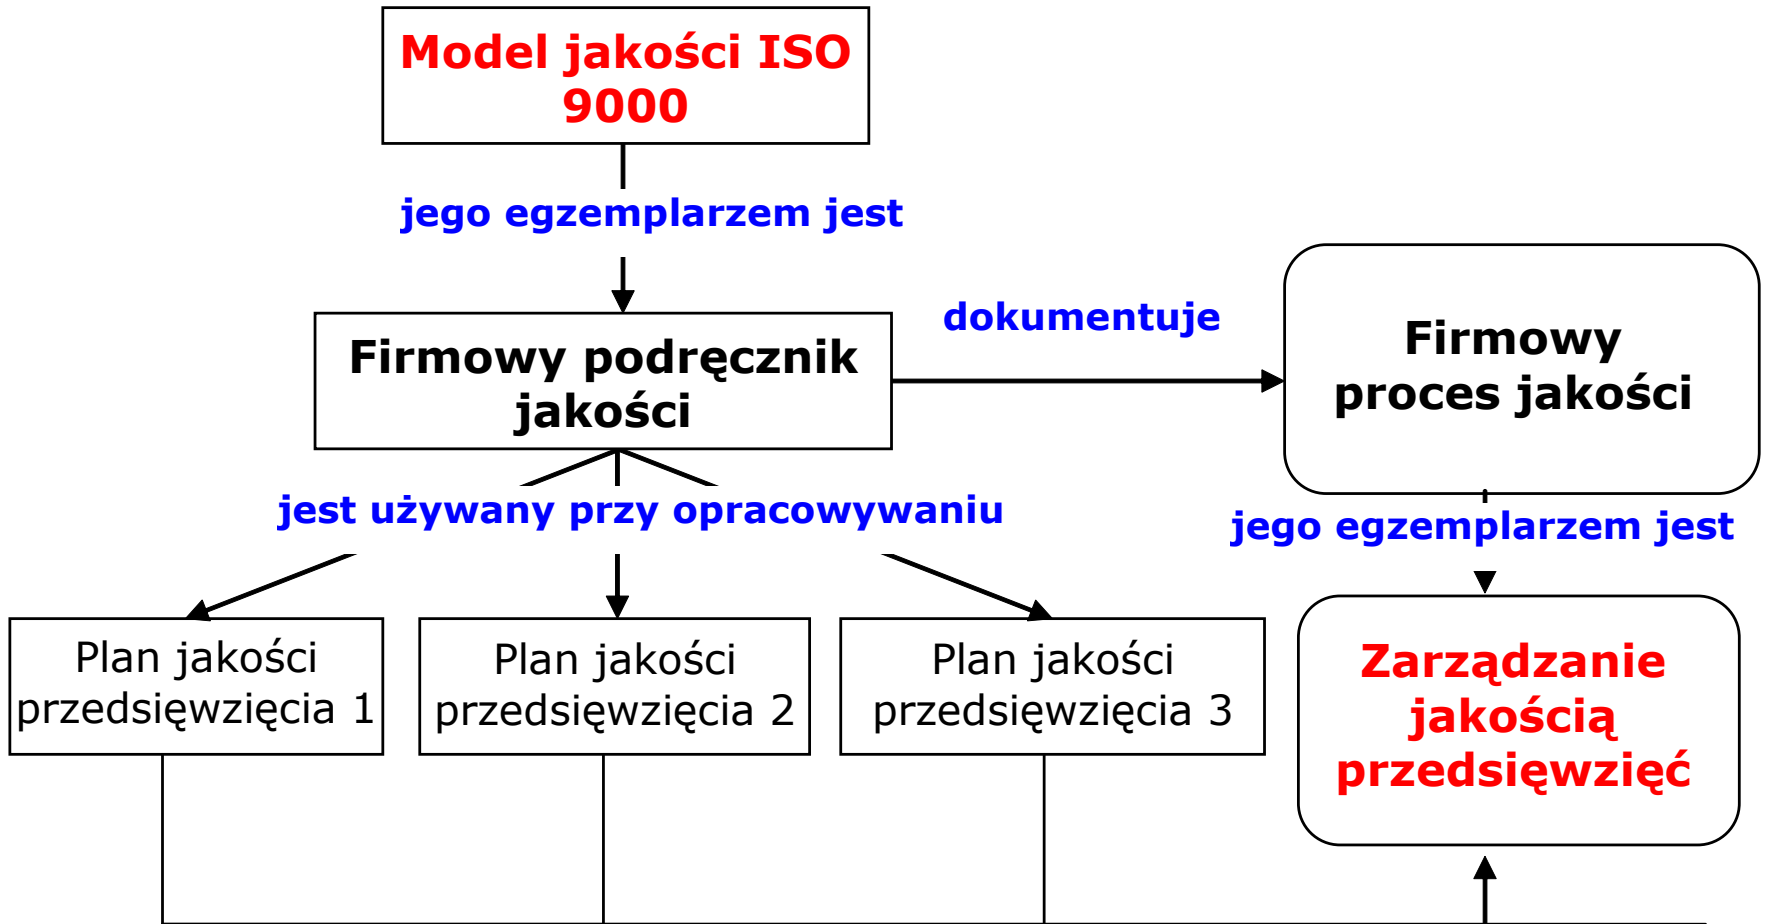 Model jakości ISO
9000
jego egzemplarzem jest
dokumentuje
Firmowy podręcznik
jakości
Firmowy
proces jakości
jest używany przy opracowywaniu
jego egzemplarzem jest
Plan jakości
przedsięwzięcia 1
Plan jakości
przedsięwzięcia 2
Plan jakości
przedsięwzięcia 3
Zarządzanie
jakością
przedsięwzięć